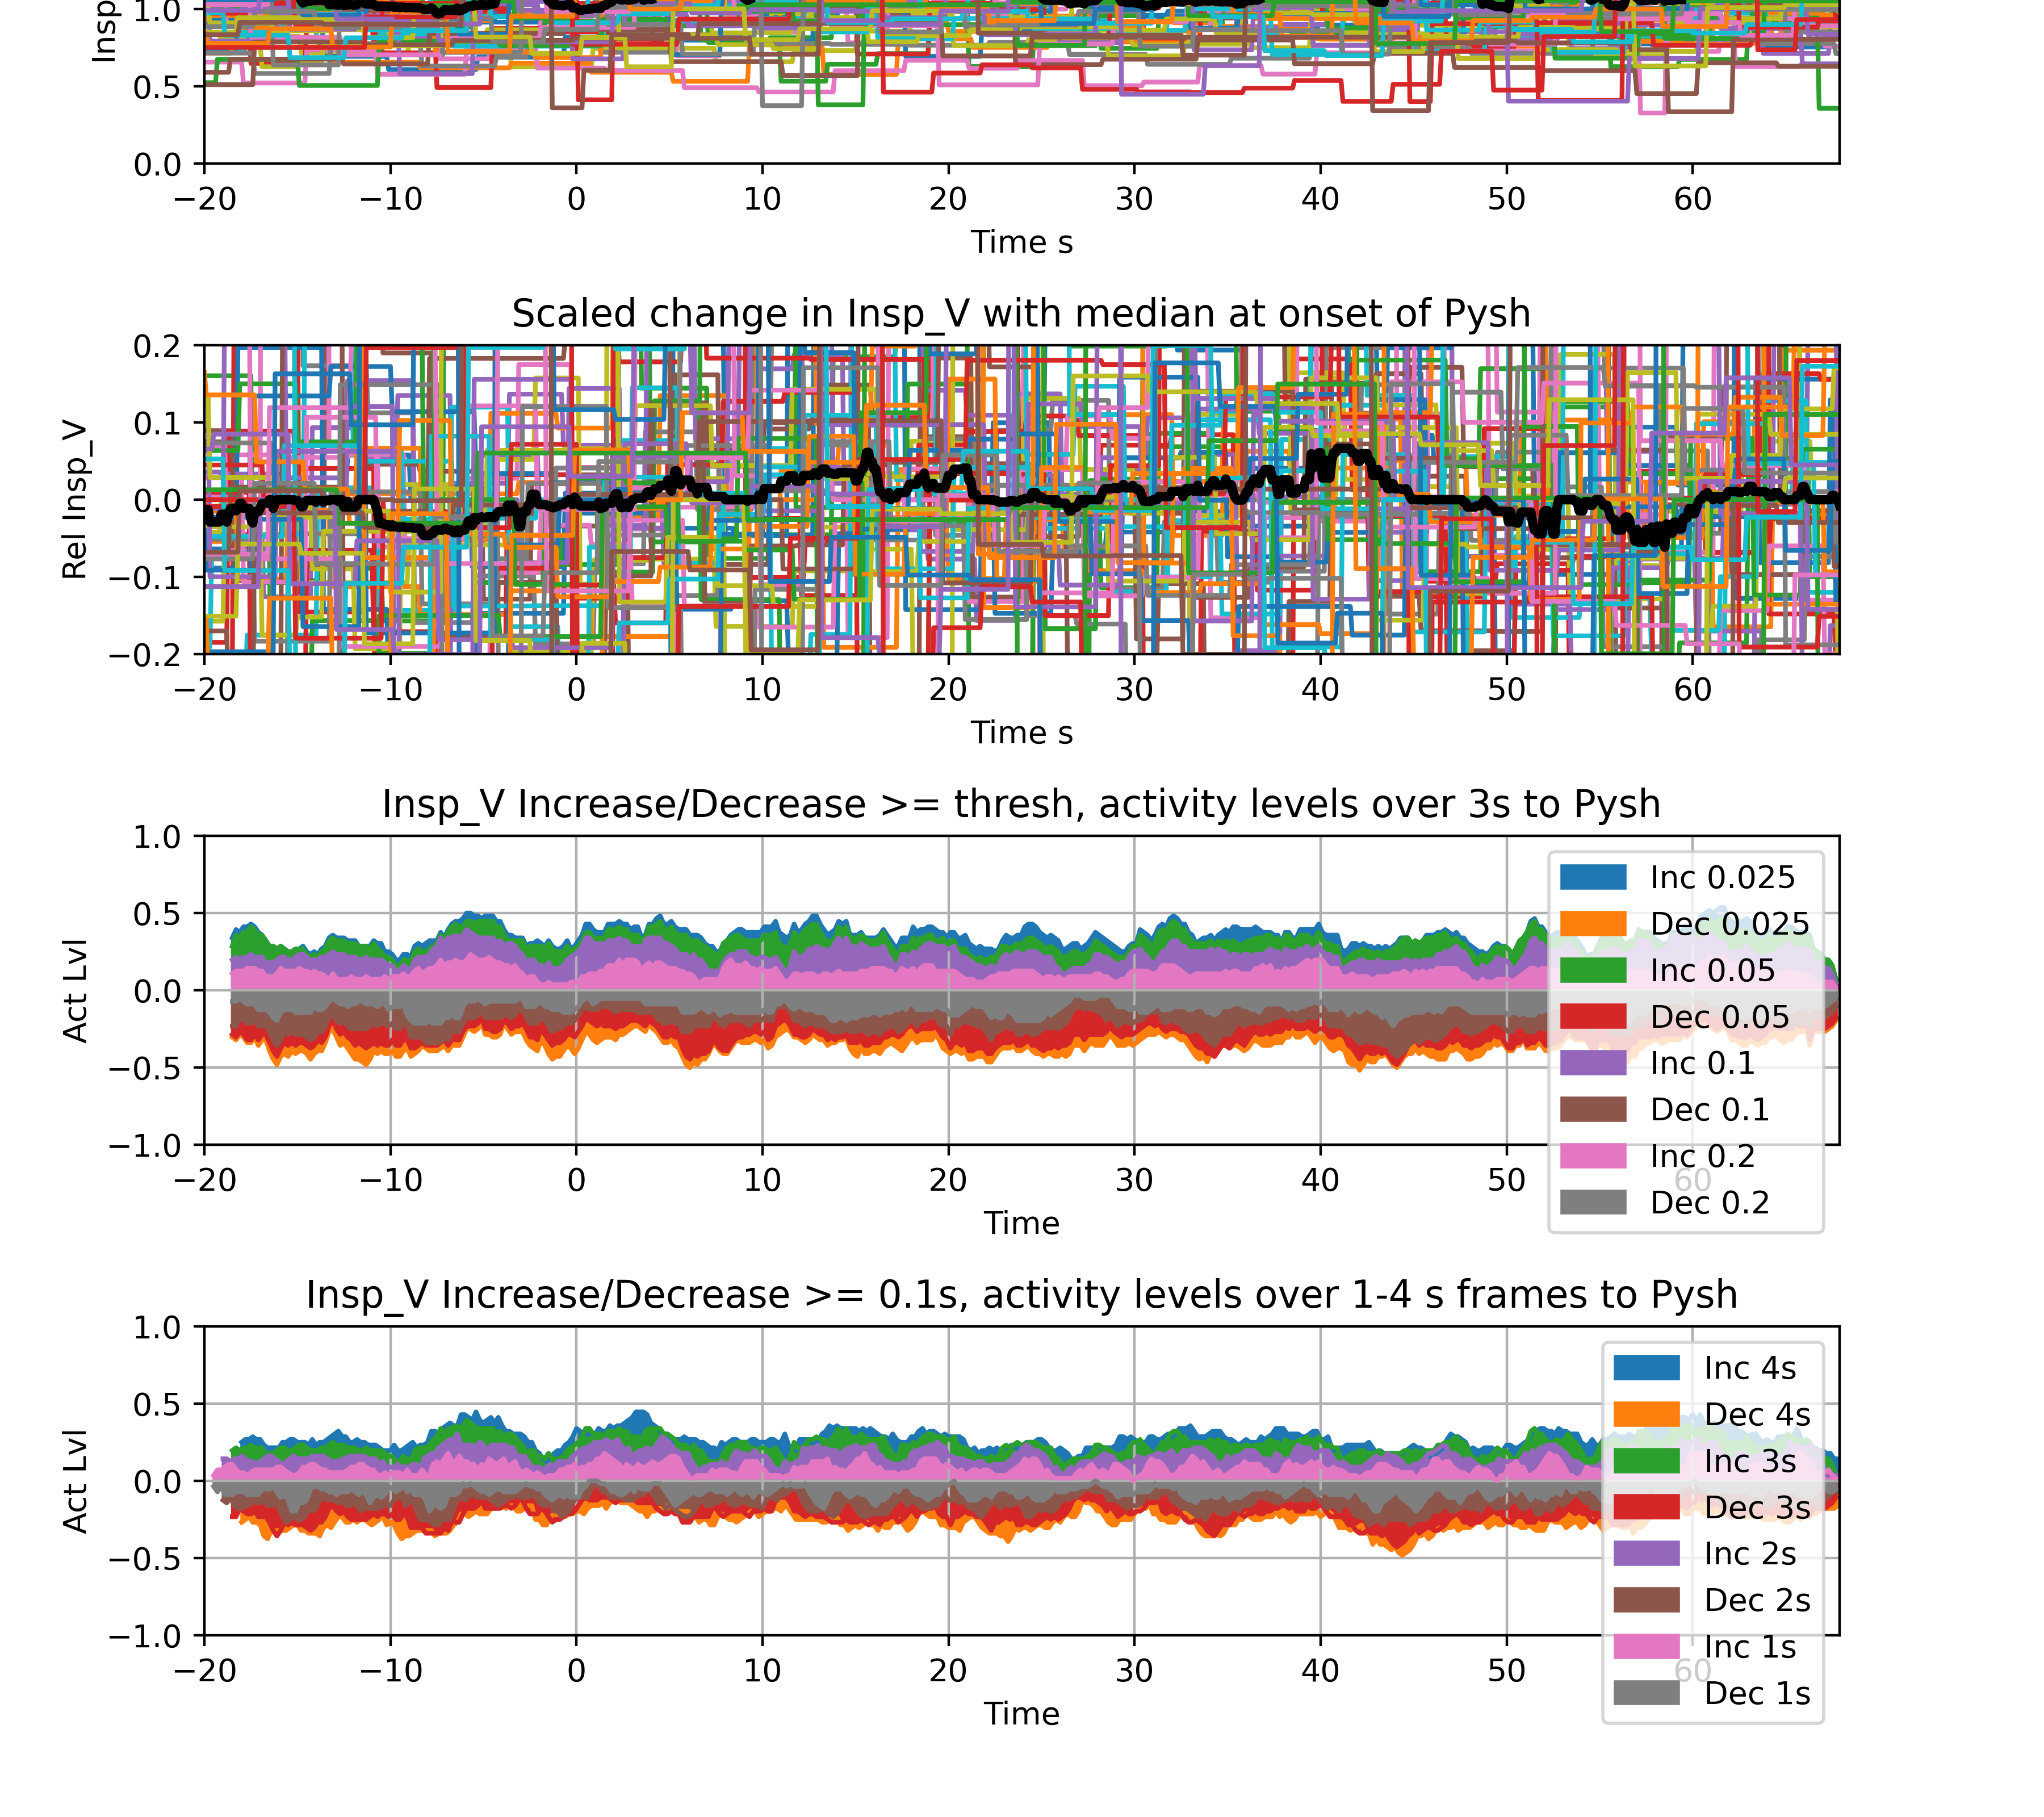 Insp
1.0
0.5
0.0
−20 −10 0 10 20 30 40 50 60
Time s
Scaled change in Insp_V with median at onset of Pysh
Rel Insp_V
0.2
0.1
0.0
−0.1
−0.2
−20 −10 0 10 20 30 40 50 60
Time s
Insp_V Increase/Decrease >= thresh, activity levels over 3s to Pysh
Act Lvl
1.0
0.5
0.0
−0.5
−1.0
Inc 0.025
Dec 0.025
Inc 0.05
Dec 0.05
Inc 0.1
Dec 0.1
Inc 0.2
Dec 0.2
−20 −10 0 10 20 30 40 50 60
Time
Insp_V Increase/Decrease >= 0.1s, activity levels over 1-4 s frames to Pysh
Act Lvl
1.0
0.5
0.0
−0.5
−1.0
Inc 4s
Dec 4s
Inc 3s
Dec 3s
Inc 2s
Dec 2s
Inc 1s
Dec 1s
−20 −10 0 10 20 30 40 50 60
Time